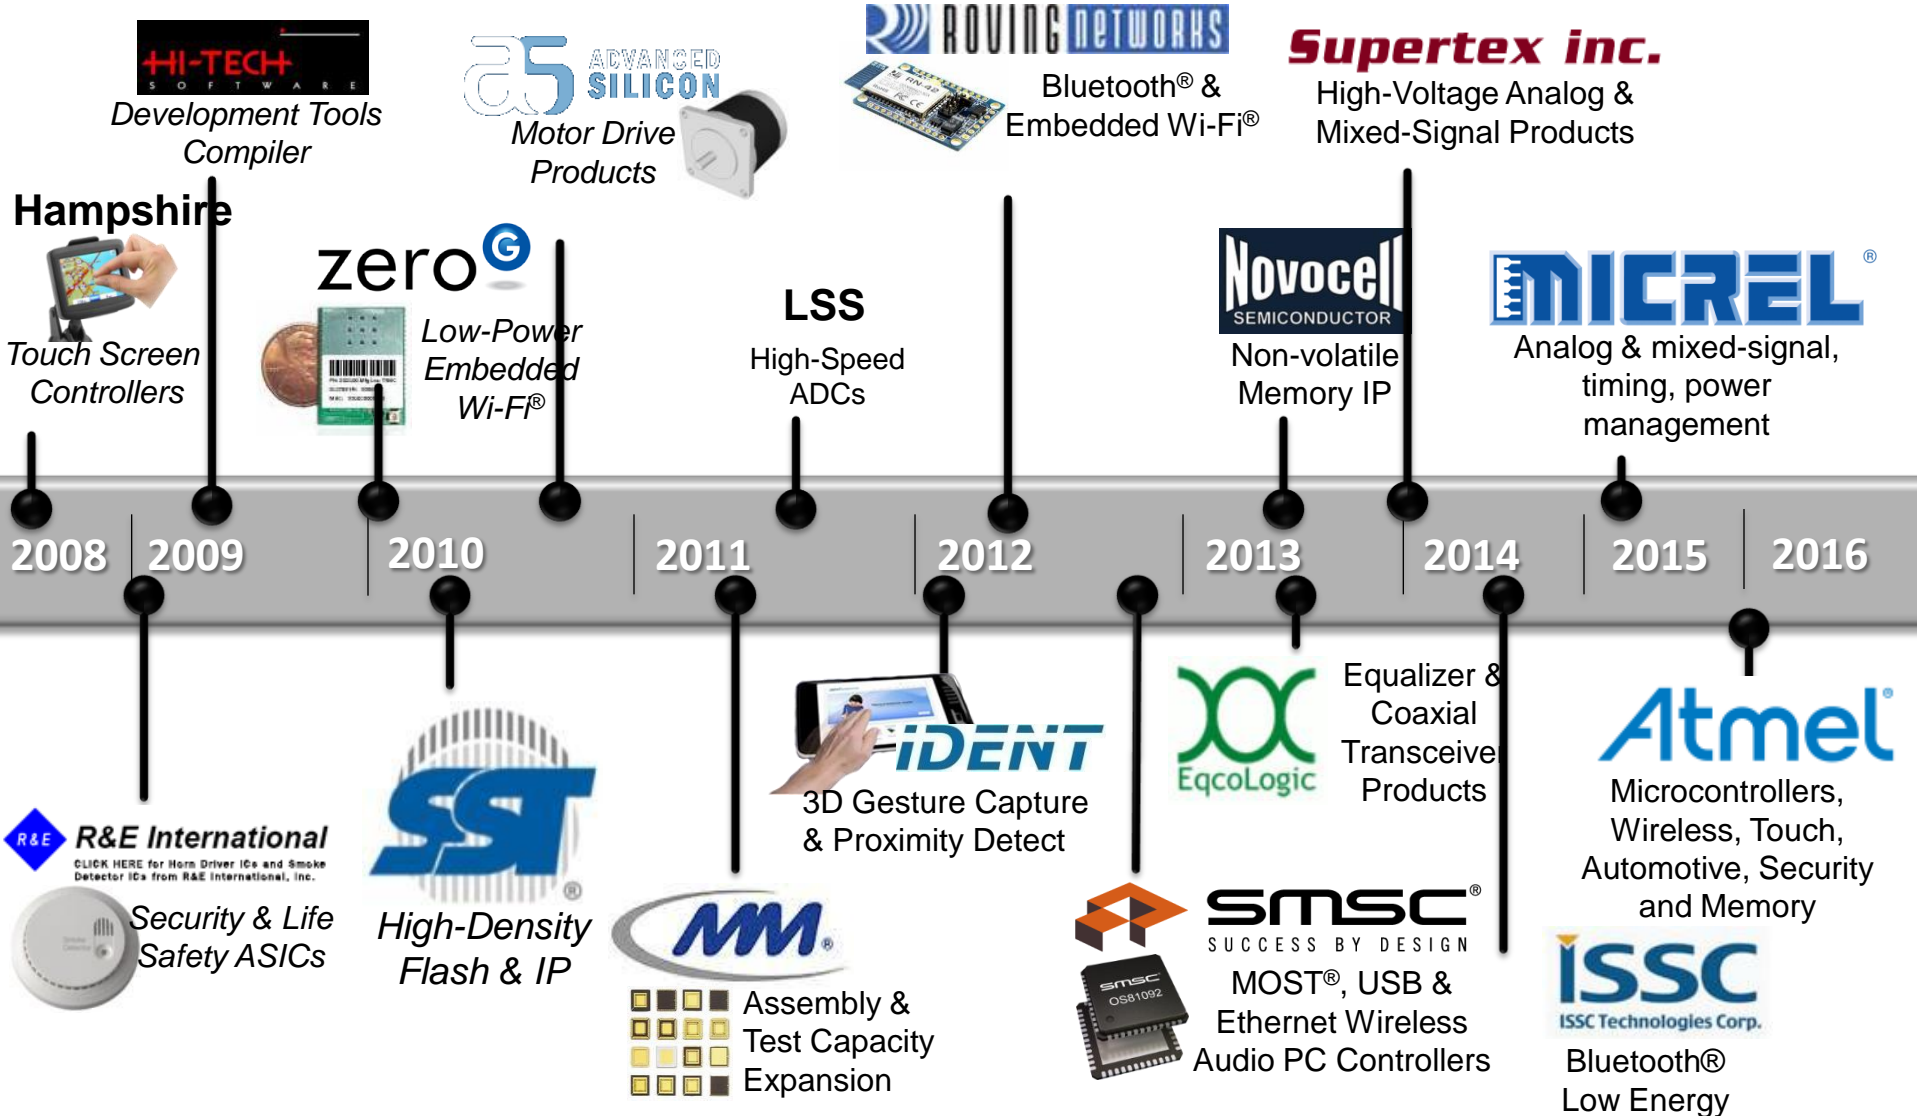 HI-TECH
SOFTWARE
Development Tools
Compiler
Hampshire
Touch Screen
Controllers
zero G
Low-Power
Embedded
Wi-Fi®
a5 ADVANCED
SILICON
Motor Drive
Products
LSS
High-Speed
ADCs
ROVING NETWORKS
RN-42
FC CE
Bluetooth® &
Embedded Wi-Fi®
Novocell
SEMICONDUCTOR
Non-volatile
Memory IP
Supertex inc.
High-Voltage Analog &
Mixed-Signal Products
MICREL®
Analog & mixed-signal,
timing, power
management
2008 2009 2010 2011 2012 2013 2014 2015 2016
R&E
R&E International
CLICK HERE for Horn Driver ICs and Smoke
Detector ICs from R&E International, Inc.
Security & Life
Safety ASICs
SST®
High-Density
Flash & IP
MM®
Assembly &
Test Capacity
Expansion
iDENT
3D Gesture Capture
& Proximity Detect
smsc®
SUCCESS BY DESIGN
smsc
OS81092
MOST®, USB &
Ethernet Wireless
Audio PC Controllers
EqcoLogic
Equalizer &
Coaxial
Transceiver
Products
Atmel®
Microcontrollers,
Wireless, Touch,
Automotive, Security
and Memory
ISSC
ISSC Technologies Corp.
Bluetooth®
Low Energy